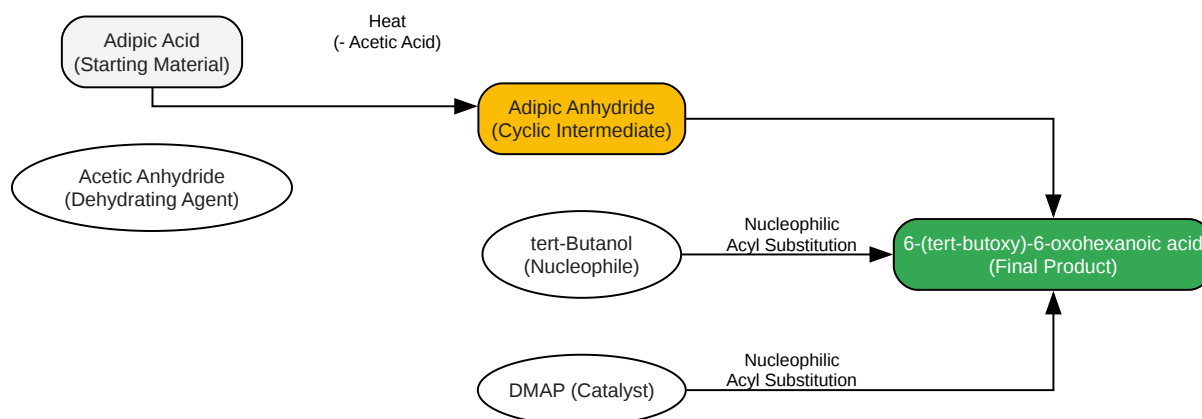 Adipic Acid
(Starting Material)
Heat
(- Acetic Acid)
Adipic Anhydride
(Cyclic Intermediate)
Acetic Anhydride
(Dehydrating Agent)
tert-Butanol
(Nucleophile)
Nucleophilic
Acyl Substitution
6-(tert-butoxy)-6-oxohexanoic acid
(Final Product)
DMAP (Catalyst)
Nucleophilic
Acyl Substitution